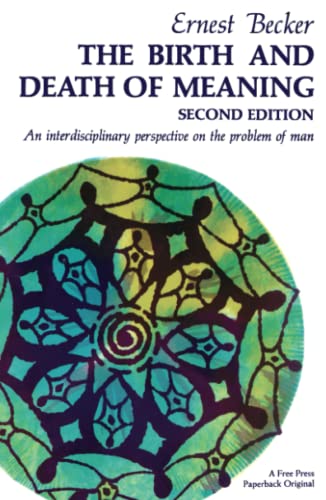 Ernest Becker
THE BIRTH AND
DEATH OF MEANING
SECOND EDITION
An interdisciplinary perspective on the problem of man
A Free Press
Paperback Original